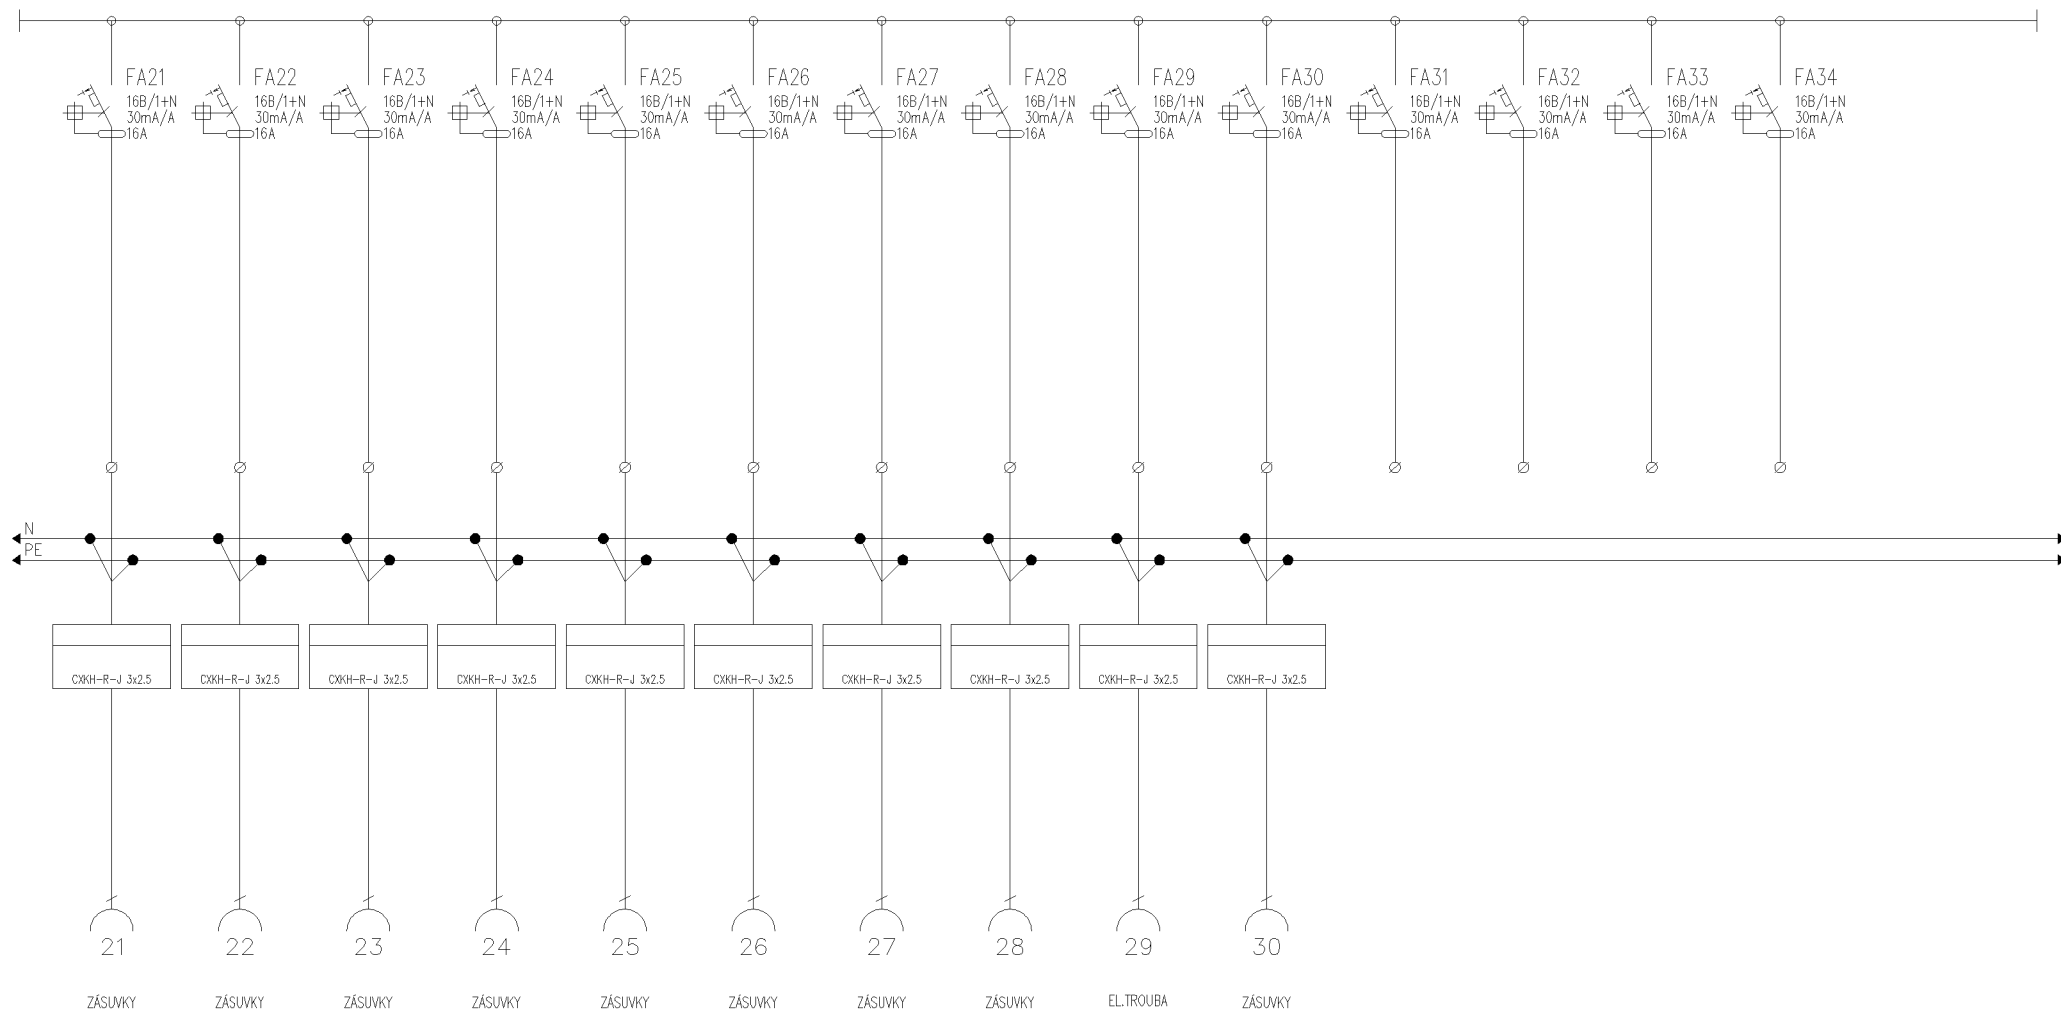 FA21 FA22 FA23 FA24 FA25 FA26 FA27 FA28 FA29 FA30 FA31 FA32 FA33 FA34
16B/1+N 16B/1+N 16B/1+N 16B/1+N 16B/1+N 16B/1+N 16B/1+N 16B/1+N 16B/1+N 16B/1+N 16B/1+N 16B/1+N 16B/1+N 16B/1+N
30mA/A 30mA/A 30mA/A 30mA/A 30mA/A 30mA/A 30mA/A 30mA/A 30mA/A 30mA/A 30mA/A 30mA/A 30mA/A 30mA/A
16A 16A 16A 16A 16A 16A 16A 16A 16A 16A 16A 16A 16A 16A
N
PE
CXKH-R-J 3x2.5 CXKH-R-J 3x2.5 CXKH-R-J 3x2.5 CXKH-R-J 3x2.5 CXKH-R-J 3x2.5 CXKH-R-J 3x2.5 CXKH-R-J 3x2.5 CXKH-R-J 3x2.5 CXKH-R-J 3x2.5 CXKH-R-J 3x2.5
21 22 23 24 25 26 27 28 29 30
ZÁSUVKY ZÁSUVKY ZÁSUVKY ZÁSUVKY ZÁSUVKY ZÁSUVKY ZÁSUVKY ZÁSUVKY EL.TROUBA ZÁSUVKY